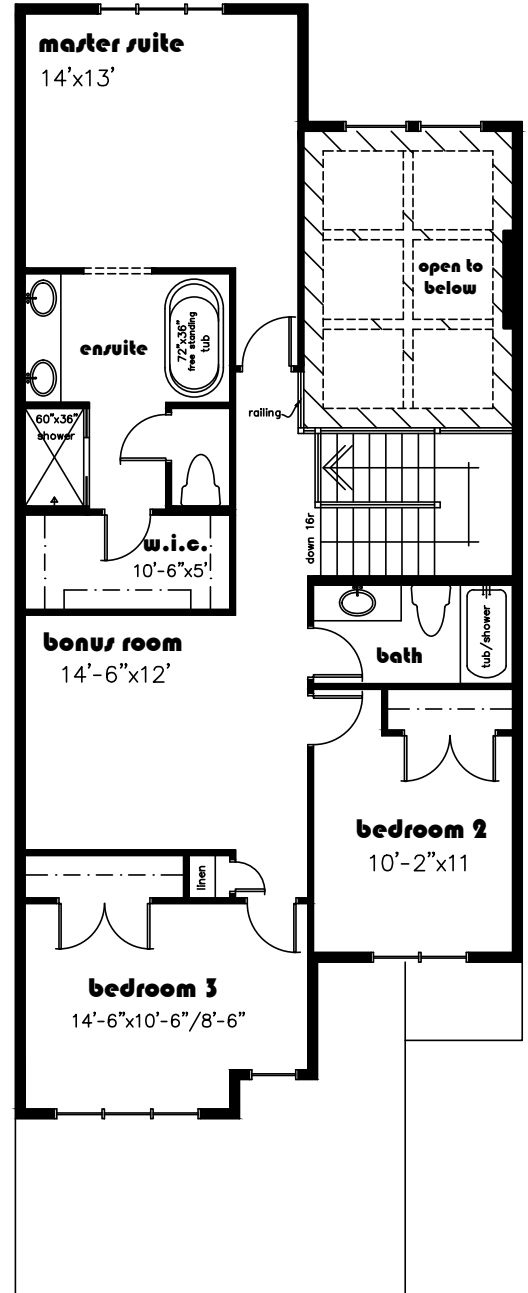 master suite
14'x13'
open to
below
ensuite
72"x36"
free standing
tub
60"x36"
shower
railing
down 16r
w.i.c.
10'-6"x5'
bonus room
14'-6"x12'
bath
tub/shower
bedroom 2
10'-2"x11
linen
bedroom 3
14'-6"x10'-6"/8'-6"